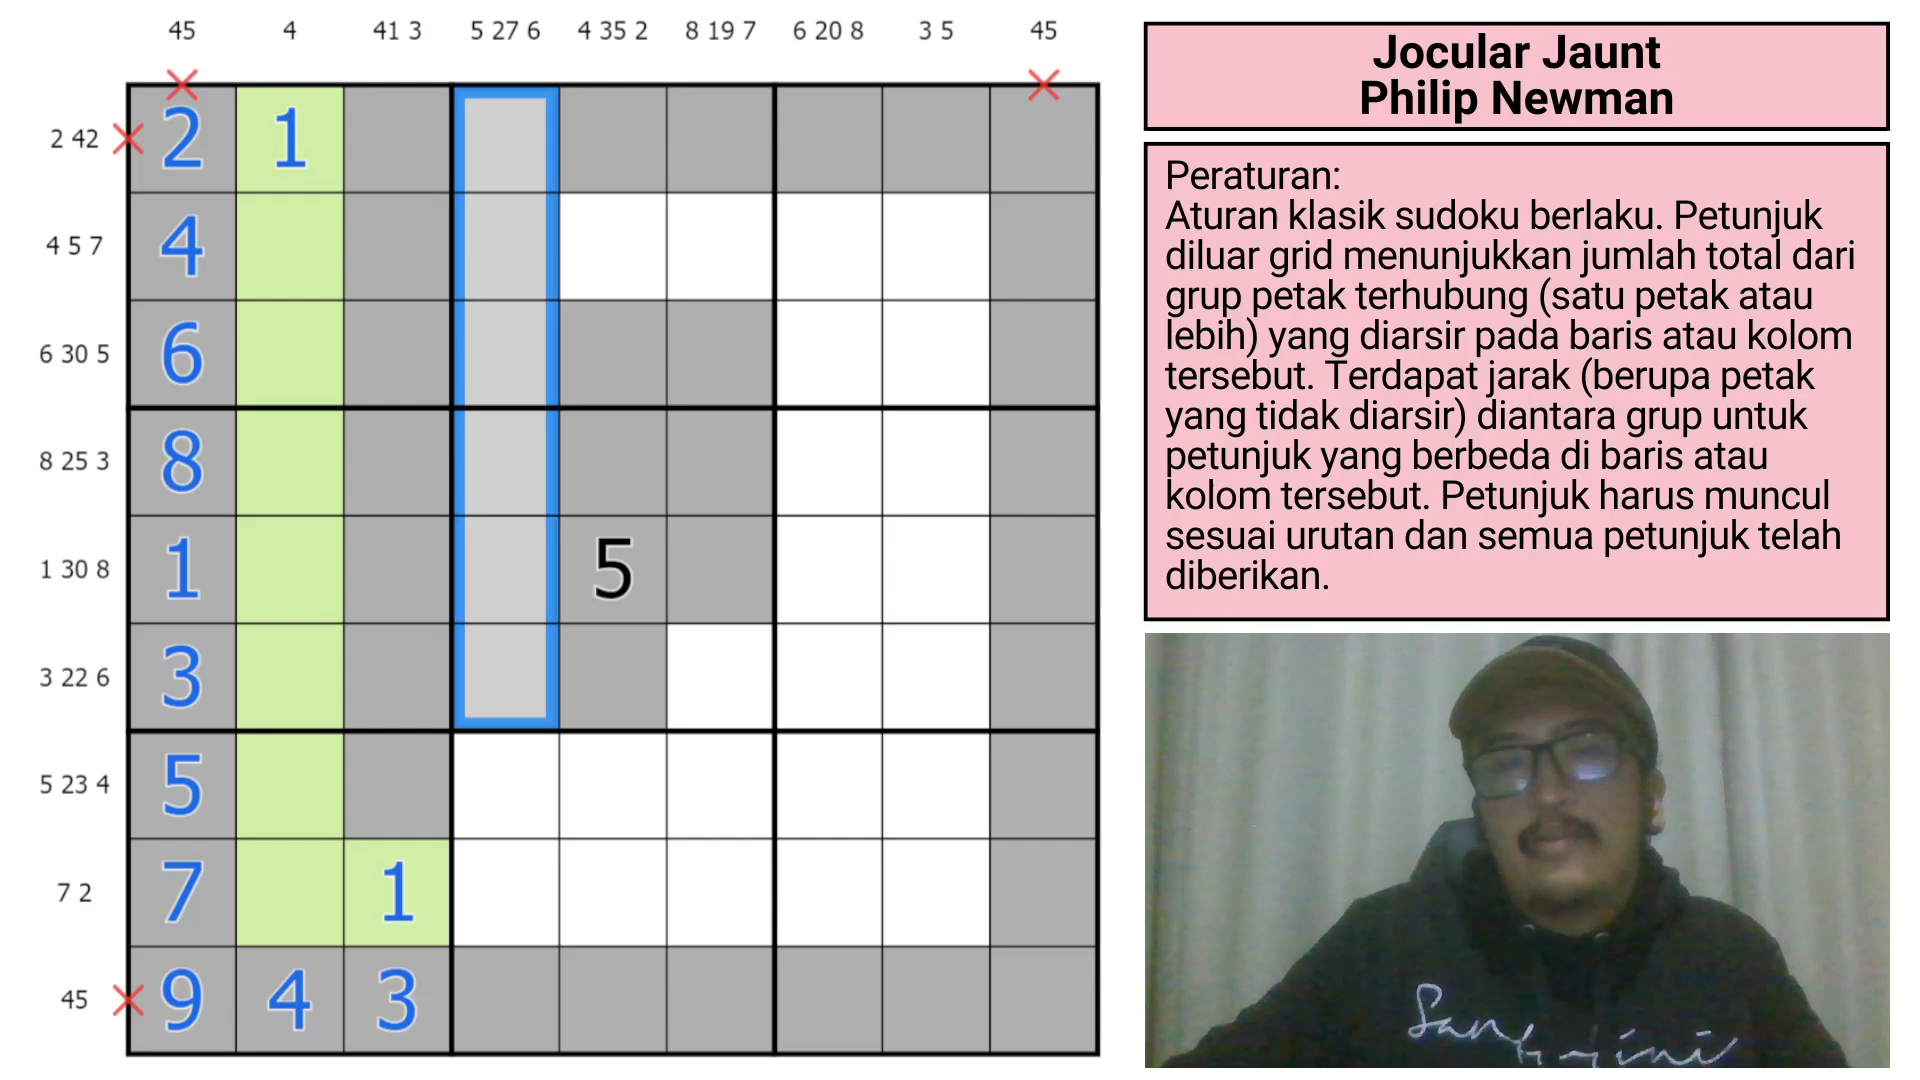 45 4 41 3 5 27 6 4 35 2 8 19 7 6 20 8 3 5 45
2 42 2 1
4 5 7 4
6 30 5 6
8 25 3 8
1 30 8 1 5
3 22 6 3
5 23 4 5
7 2 7 1
45 9 4 3
Jocular Jaunt
Philip Newman
Peraturan:
Aturan klasik sudoku berlaku. Petunjuk
diluar grid menunjukkan jumlah total dari
grup petak terhubung (satu petak atau
lebih) yang diarsir pada baris atau kolom
tersebut. Terdapat jarak (berupa petak
yang tidak diarsir) diantara grup untuk
petunjuk yang berbeda di baris atau
kolom tersebut. Petunjuk harus muncul
sesuai urutan dan semua petunjuk telah
diberikan.